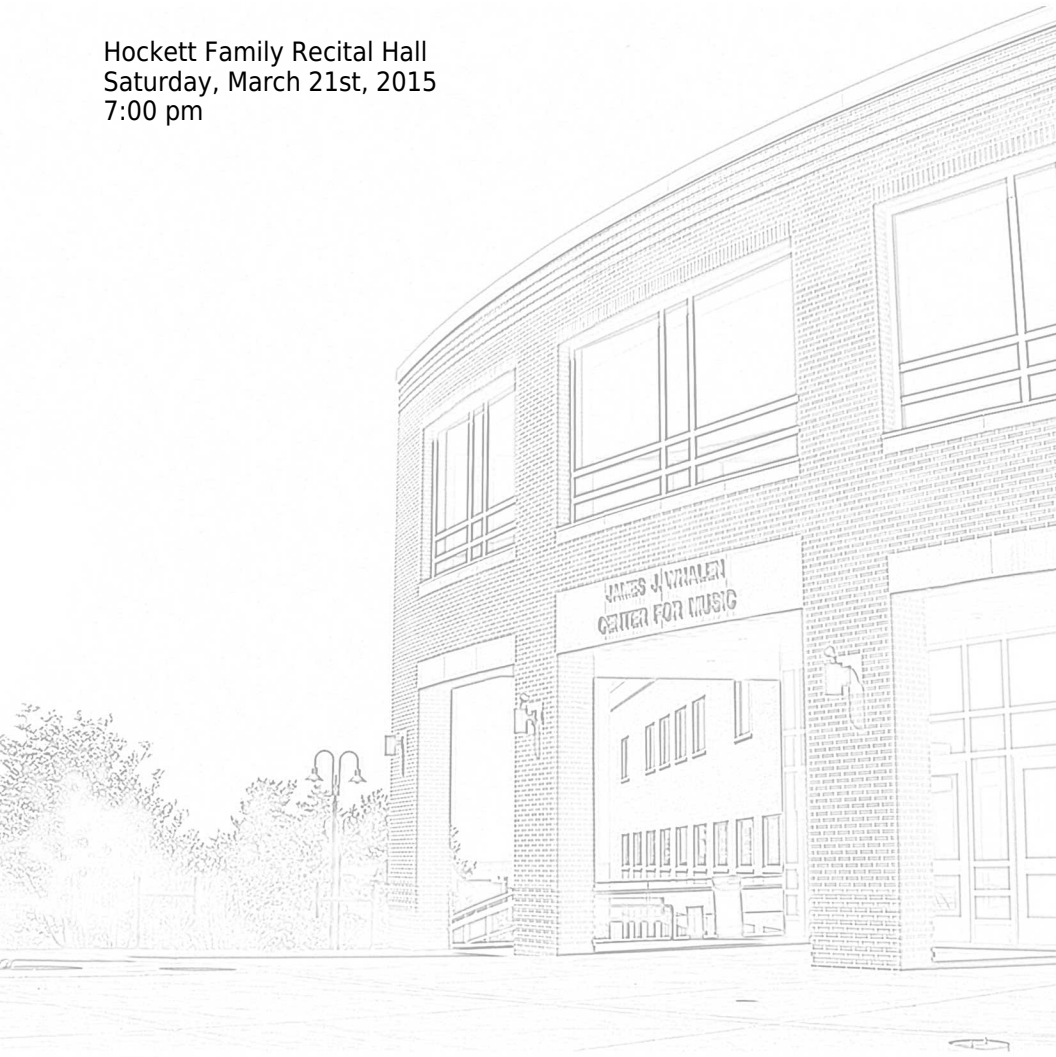 Hockett Family Recital Hall
Saturday, March 21st, 2015
7:00 pm
JAMES J. WHALEN
CENTER FOR MUSIC